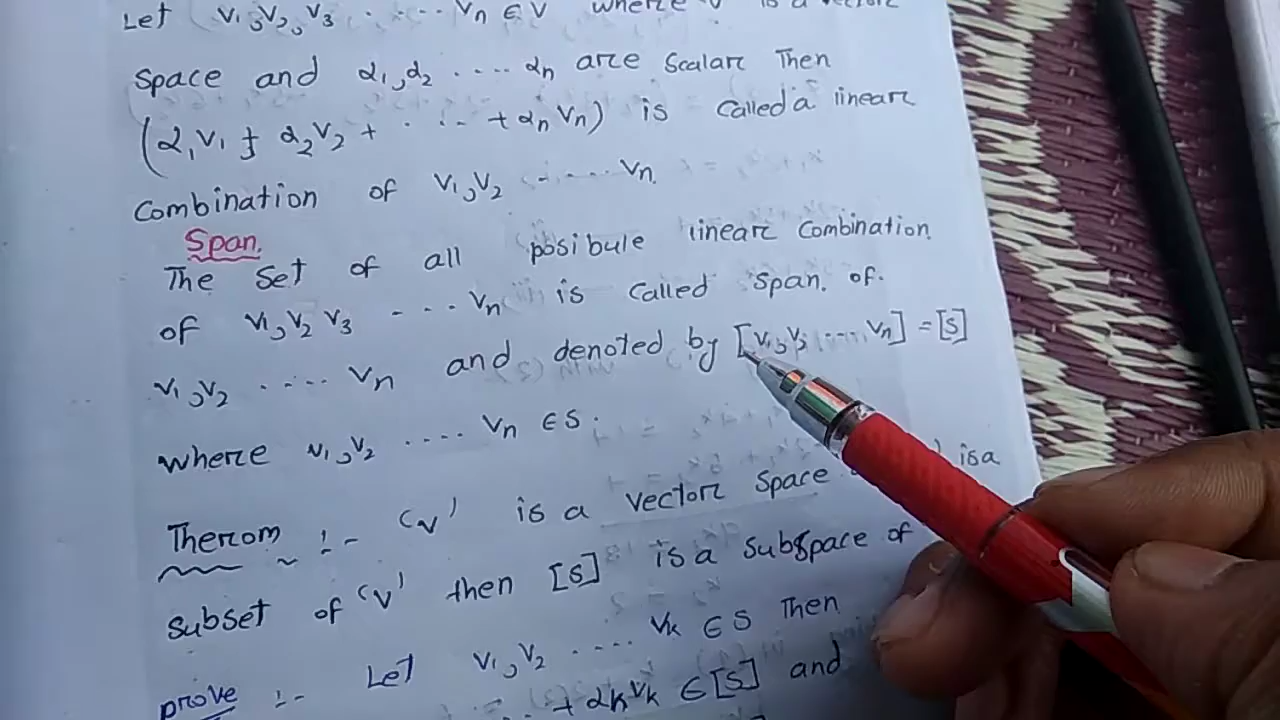 Let v₁,v₂,v₃ ...... vₙ ∈ V where V is a vector
Space and α₁,α₂ .... αₙ are Scalar Then
(α₁v₁ + α₂v₂ + ..... + αₙvₙ) is Called a linear
Combination of v₁,v₂ ...... vₙ.
Span.
The Set of all posibule linear Combination
of v₁,v₂ v₃ ... vₙ is Called Span. of.
v₁,v₂ .... vₙ and denoted by [v₁,v₂ .... vₙ] = [S]
where v₁,v₂ .... vₙ ∈ S.
Therom :- 'V' is a Vector Space is a
Subset of 'V' then [S] is a Subspace of
prove :- Let v₁,v₂ .... vₖ ∈ S Then
+ αₖvₖ ∈ [S] and